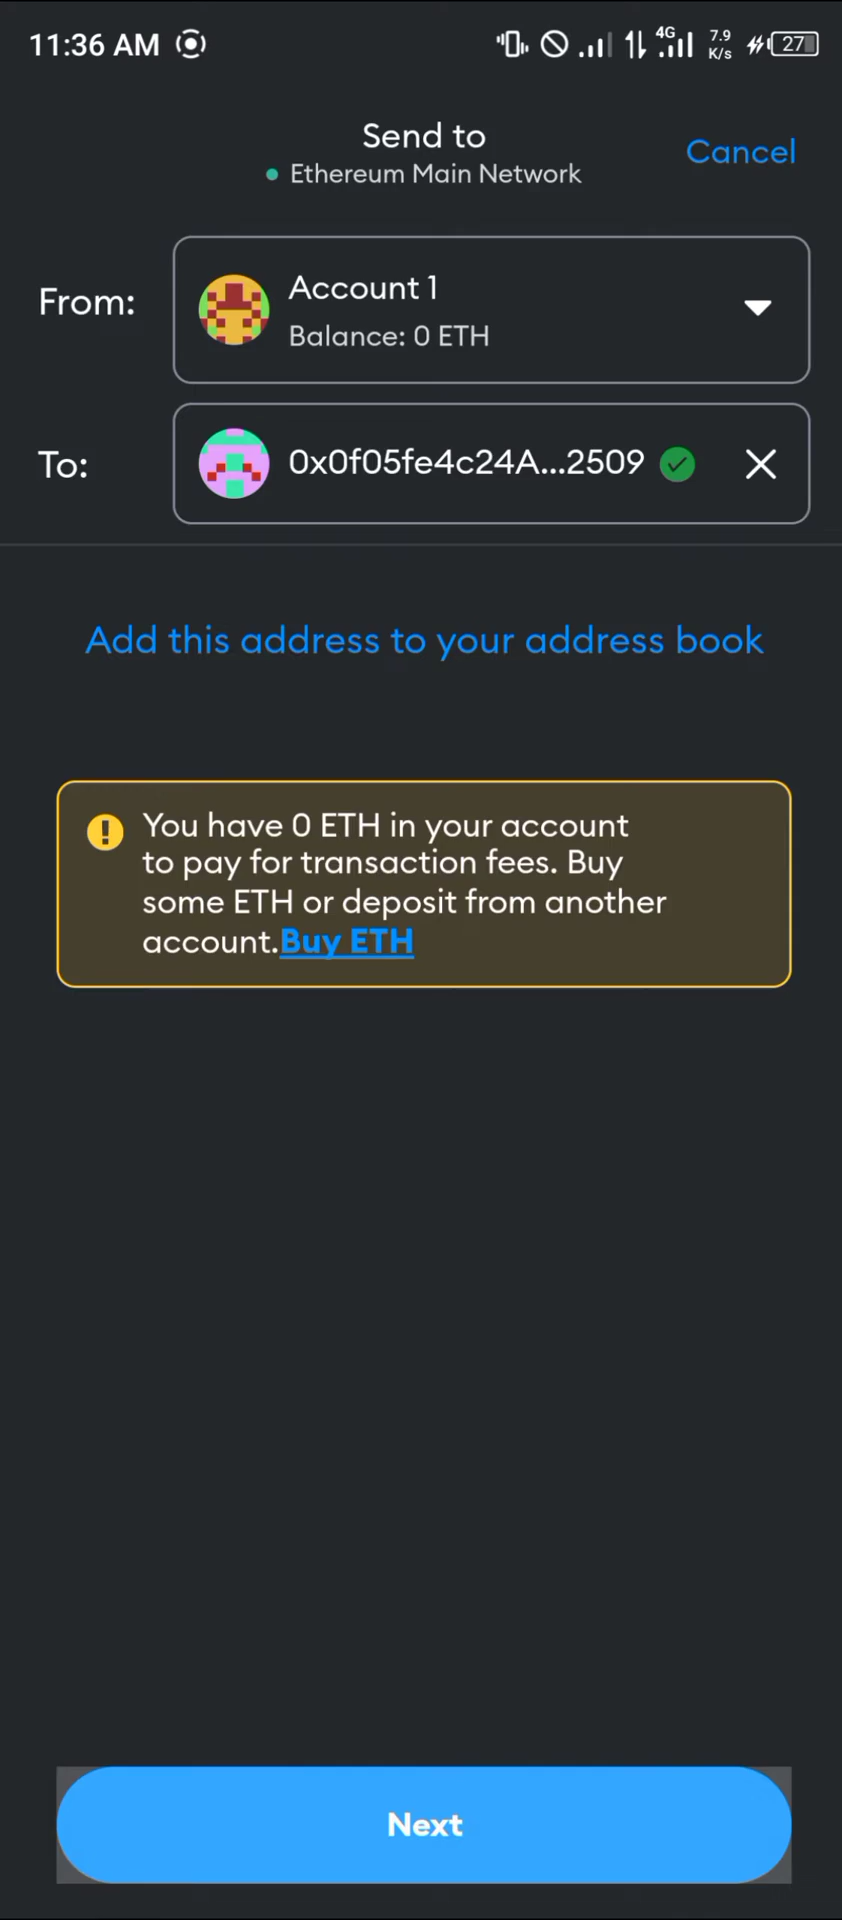 11:36 AM 4G 7.9 K/s 27
Send to
Ethereum Main Network
Cancel
From:
Account 1
Balance: 0 ETH
To:
0x0f05fe4c24A...2509
Add this address to your address book
You have 0 ETH in your account
to pay for transaction fees. Buy
some ETH or deposit from another
account.Buy ETH
Next